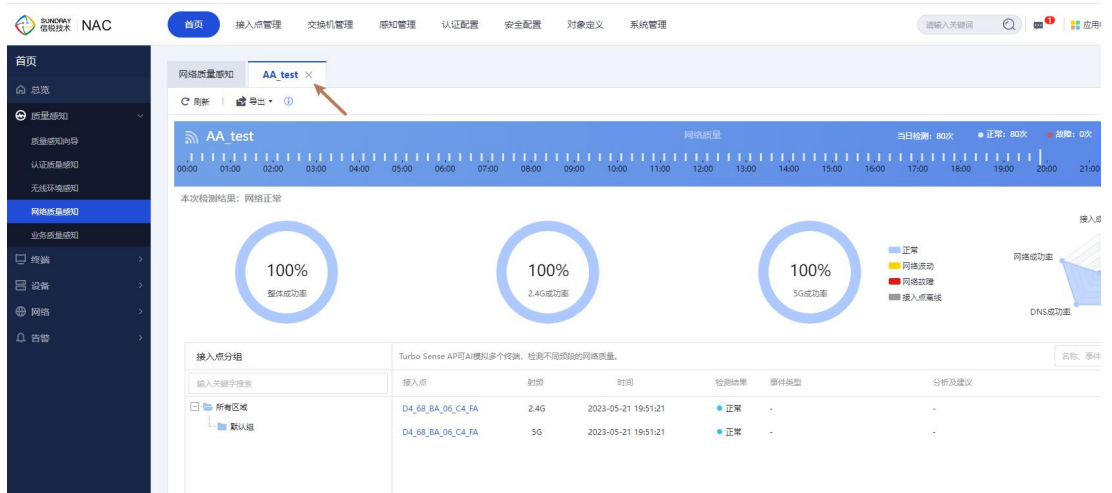 SUNDRAY
信锐技术 NAC
首页 接入点管理 交换机管理 感知管理 认证配置 安全配置 对象定义 系统管理 请输入关键词 1 应用
首页
总览
质量感知
质量感知向导
认证质量感知
无线环境感知
网络质量感知
业务质量感知
终端
设备
网络
告警
网络质量感知 AA_test
刷新 导出
AA_test 网络质量 当日检测: 80次 正常: 80次 故障: 0次
00:00 01:00 02:00 03:00 04:00 05:00 06:00 07:00 08:00 09:00 10:00 11:00 12:00 13:00 14:00 15:00 16:00 17:00 18:00 19:00 20:00 21:00
本次检测结果: 网络正常
100%
整体成功率
100%
2.4G成功率
100%
5G成功率
正常
网络波动
网络故障
接入点离线
接入成
网络成功率
DNS成功率
接入点分组
输入关键字搜索
所有区域
默认组
Turbo Sense AP可AI模拟多个终端, 检测不同频段的网络质量。 名称、事件
接入点 射频 时间 检测结果 事件类型 分析及建议
D4_68_BA_06_C4_FA 2.4G 2023-05-21 19:51:21 正常 - -
D4_68_BA_06_C4_FA 5G 2023-05-21 19:51:21 正常 - -